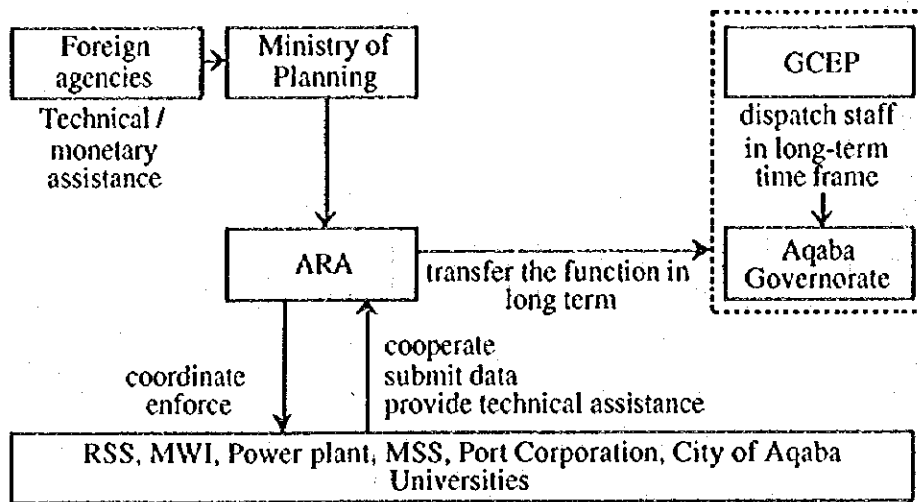 Foreign
agencies
Technical /
monetary
assistance
Ministry of
Planning
GCEP
dispatch staff
in long-term
time frame
Aqaba
Governorate
ARA
transfer the function in
long term
coordinate
enforce
cooperate
submit data
provide technical assistance
RSS, MWI, Power plant, MSS, Port Corporation, City of Aqaba
Universities